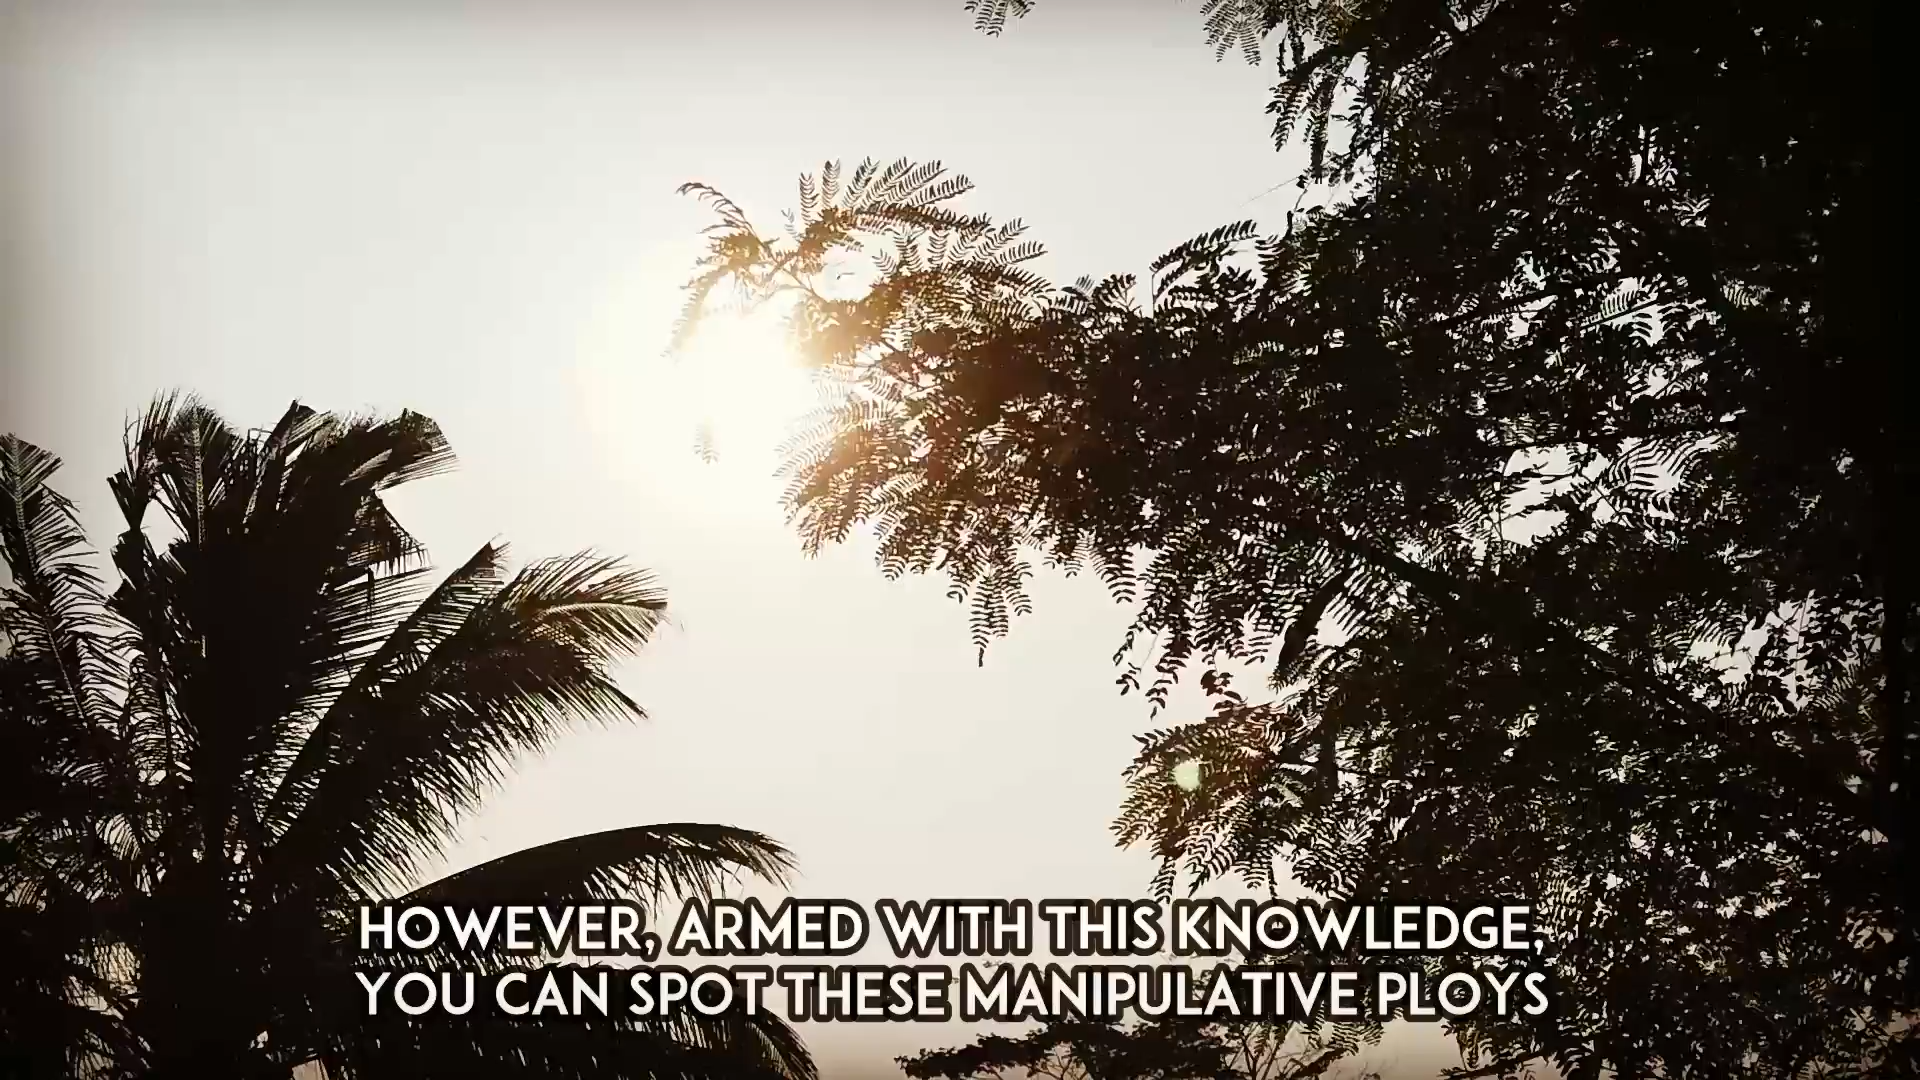 HOWEVER, ARMED WITH THIS KNOWLEDGE,
YOU CAN SPOT THESE MANIPULATIVE PLOYS